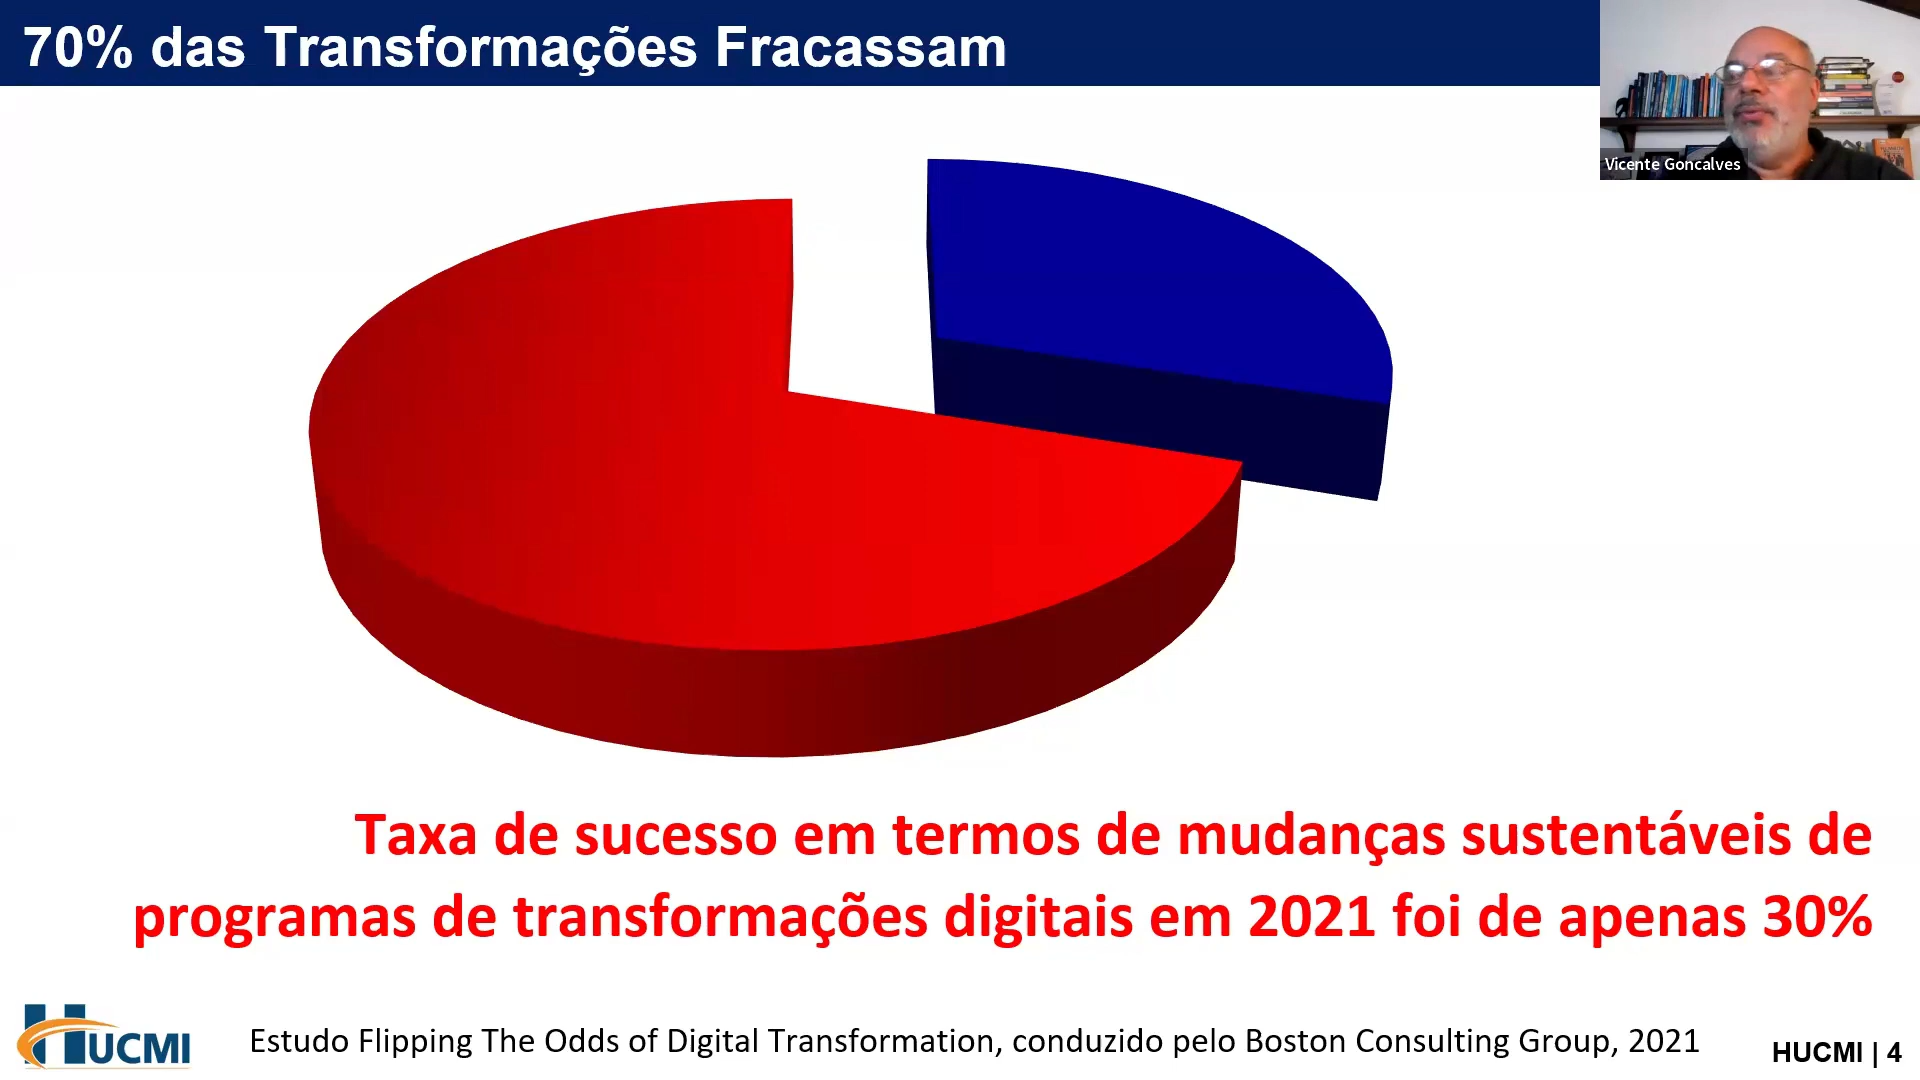 70% das Transformações Fracassam
Vicente Goncalves
Taxa de sucesso em termos de mudanças sustentáveis de
programas de transformações digitais em 2021 foi de apenas 30%
HUCMI
Estudo Flipping The Odds of Digital Transformation, conduzido pelo Boston Consulting Group, 2021
HUCMI | 4